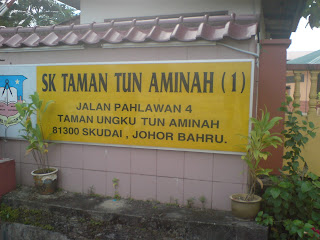 SK TAMAN TUN AMINAH (1)
JALAN PAHLAWAN 4
TAMAN UNGKU TUN AMINAH
81300 SKUDAI , JOHOR BAHRU.